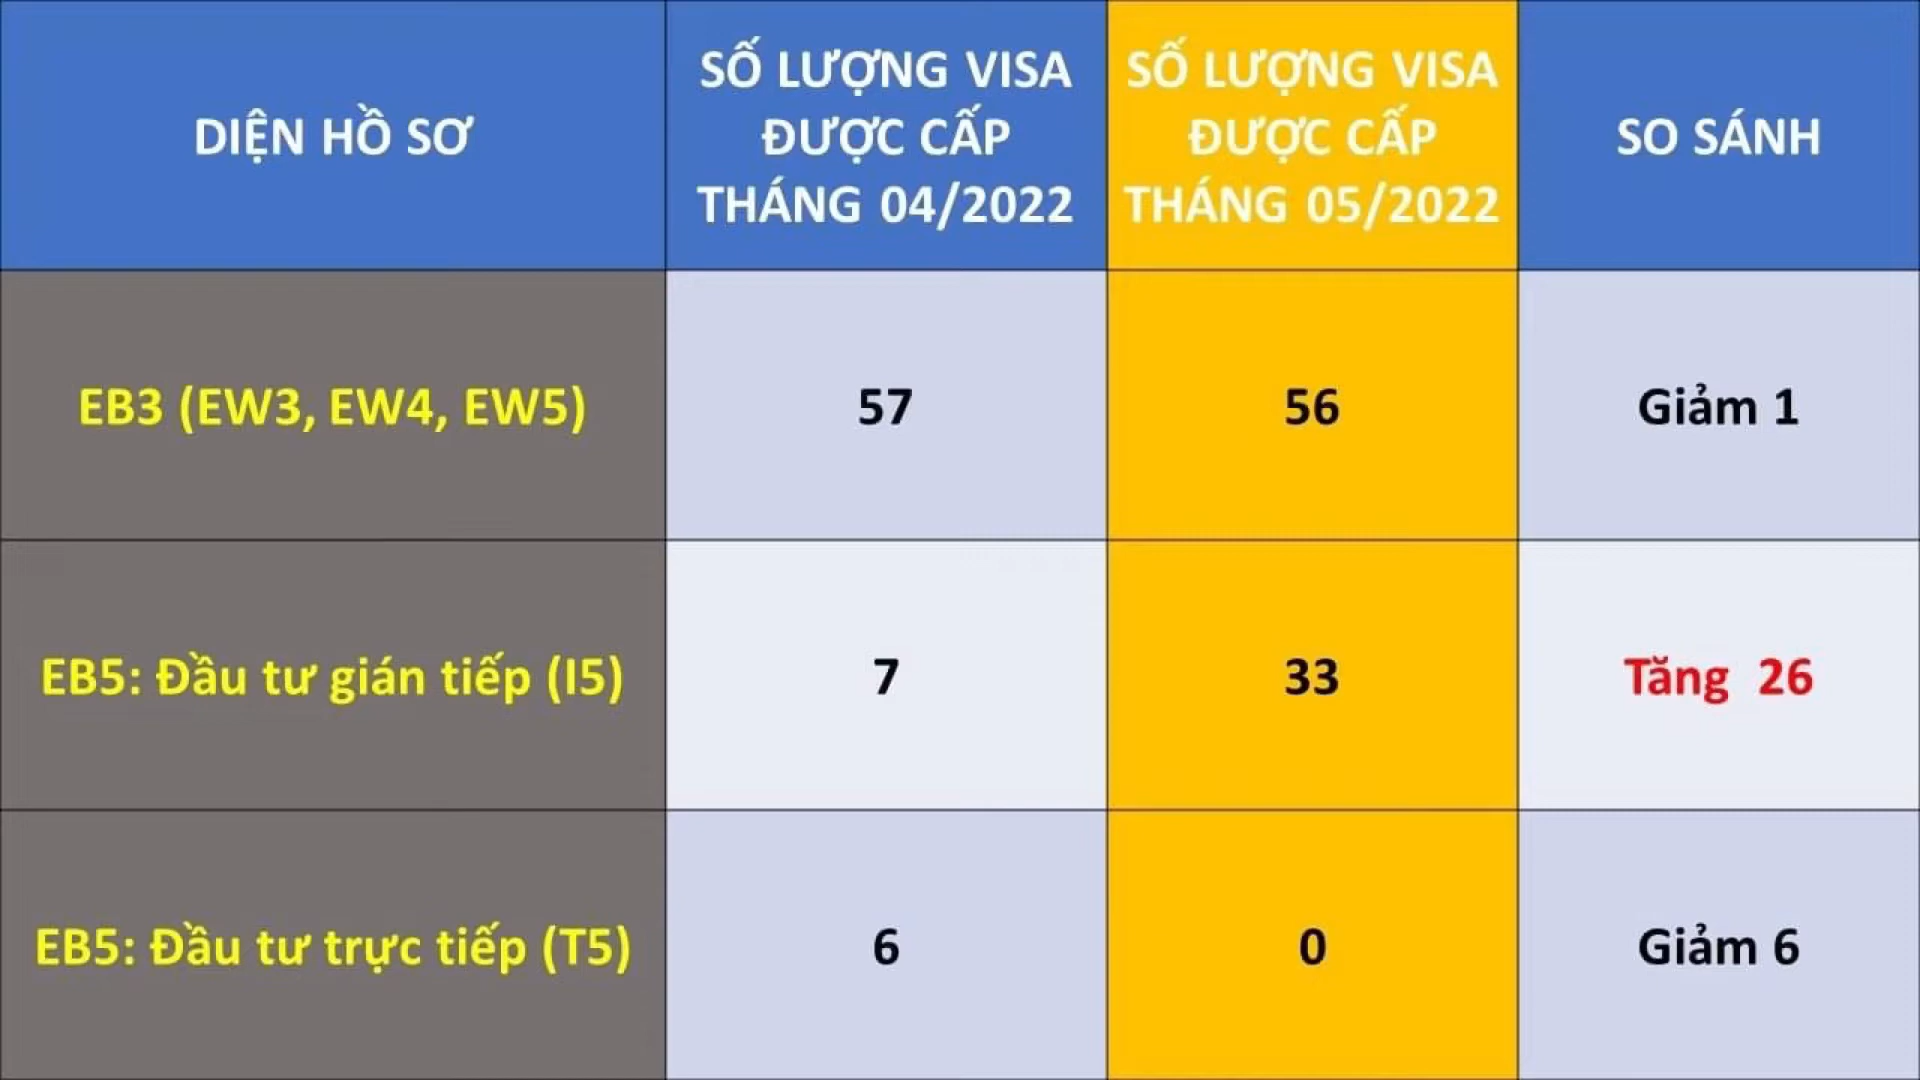 DIỆN HỒ SƠ
SỐ LƯỢNG VISA
ĐƯỢC CẤP
THÁNG 04/2022
SỐ LƯỢNG VISA
ĐƯỢC CẤP
THÁNG 05/2022
SO SÁNH
EB3 (EW3, EW4, EW5)
57
56
Giảm 1
EB5: Đầu tư gián tiếp (I5)
7
33
Tăng 26
EB5: Đầu tư trực tiếp (T5)
6
0
Giảm 6